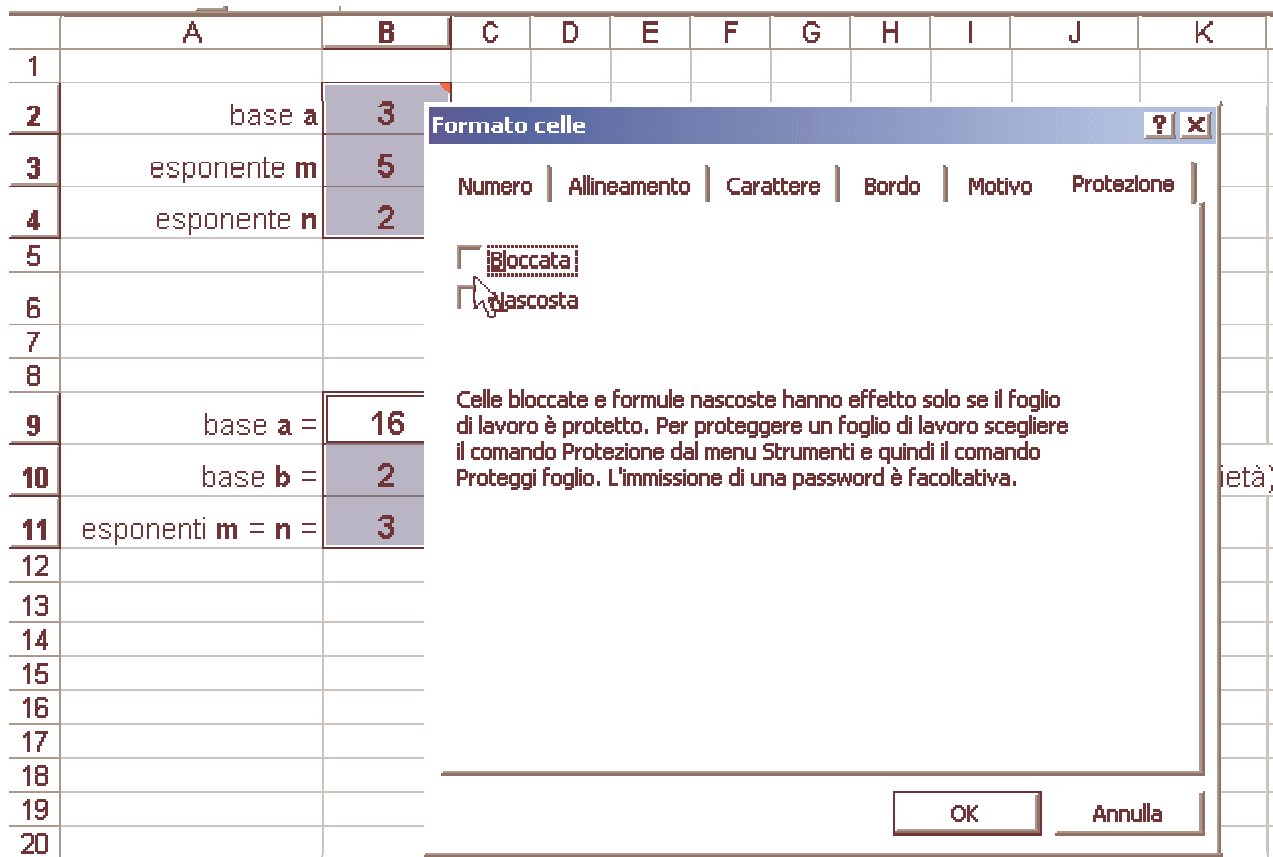 A B C D E F G H I J K
1
2 base a 3
Formato celle ? x
3 esponente m 5
Numero Allineamento Carattere Bordo Motivo Protezione
4 esponente n 2
5
Bloccata
6
Nascosta
7
8
Celle bloccate e formule nascoste hanno effetto solo se il foglio
9 base a = 16
di lavoro è protetto. Per proteggere un foglio di lavoro scegliere
il comando Protezione dal menu Strumenti e quindi il comando
10 base b = 2
Proteggi foglio. L'immissione di una password è facoltativa.
ietà)
11 esponenti m = n = 3
12
13
14
15
16
17
18
19
OK Annulla
20